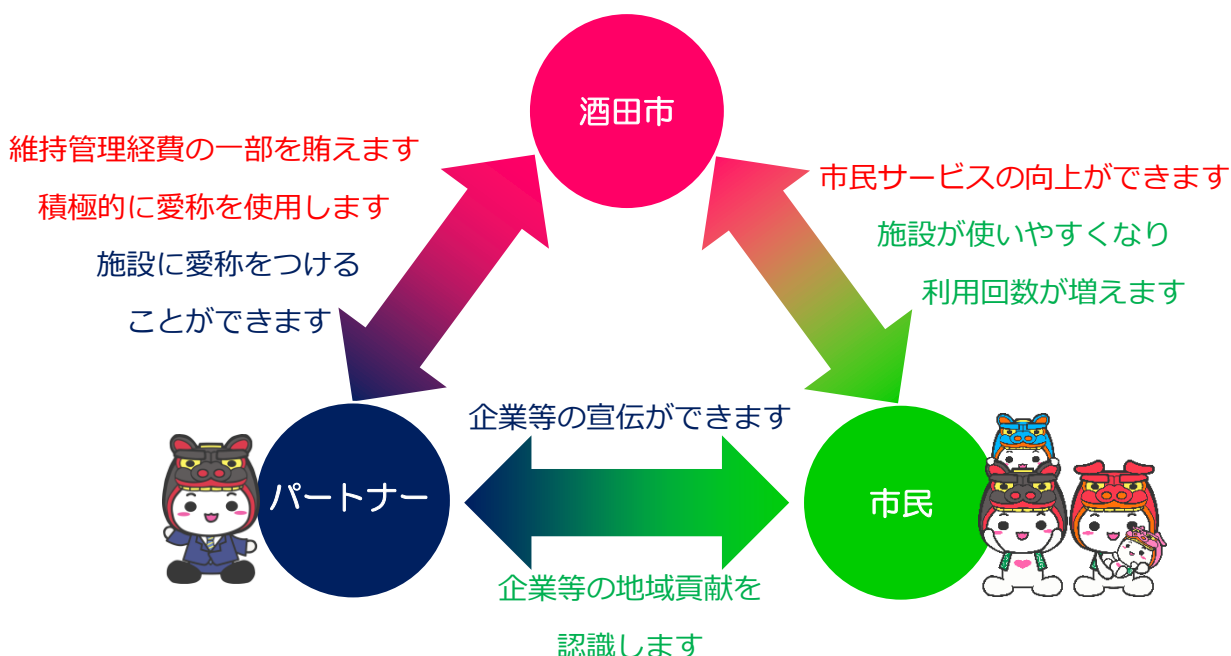 酒田市
維持管理経費の一部を賄えます
積極的に愛称を使用します
施設に愛称をつける
ことができます
市民サービスの向上ができます
施設が使いやすくなり
利用回数が増えます
企業等の宣伝ができます
パートナー
市民
企業等の地域貢献を
認識します